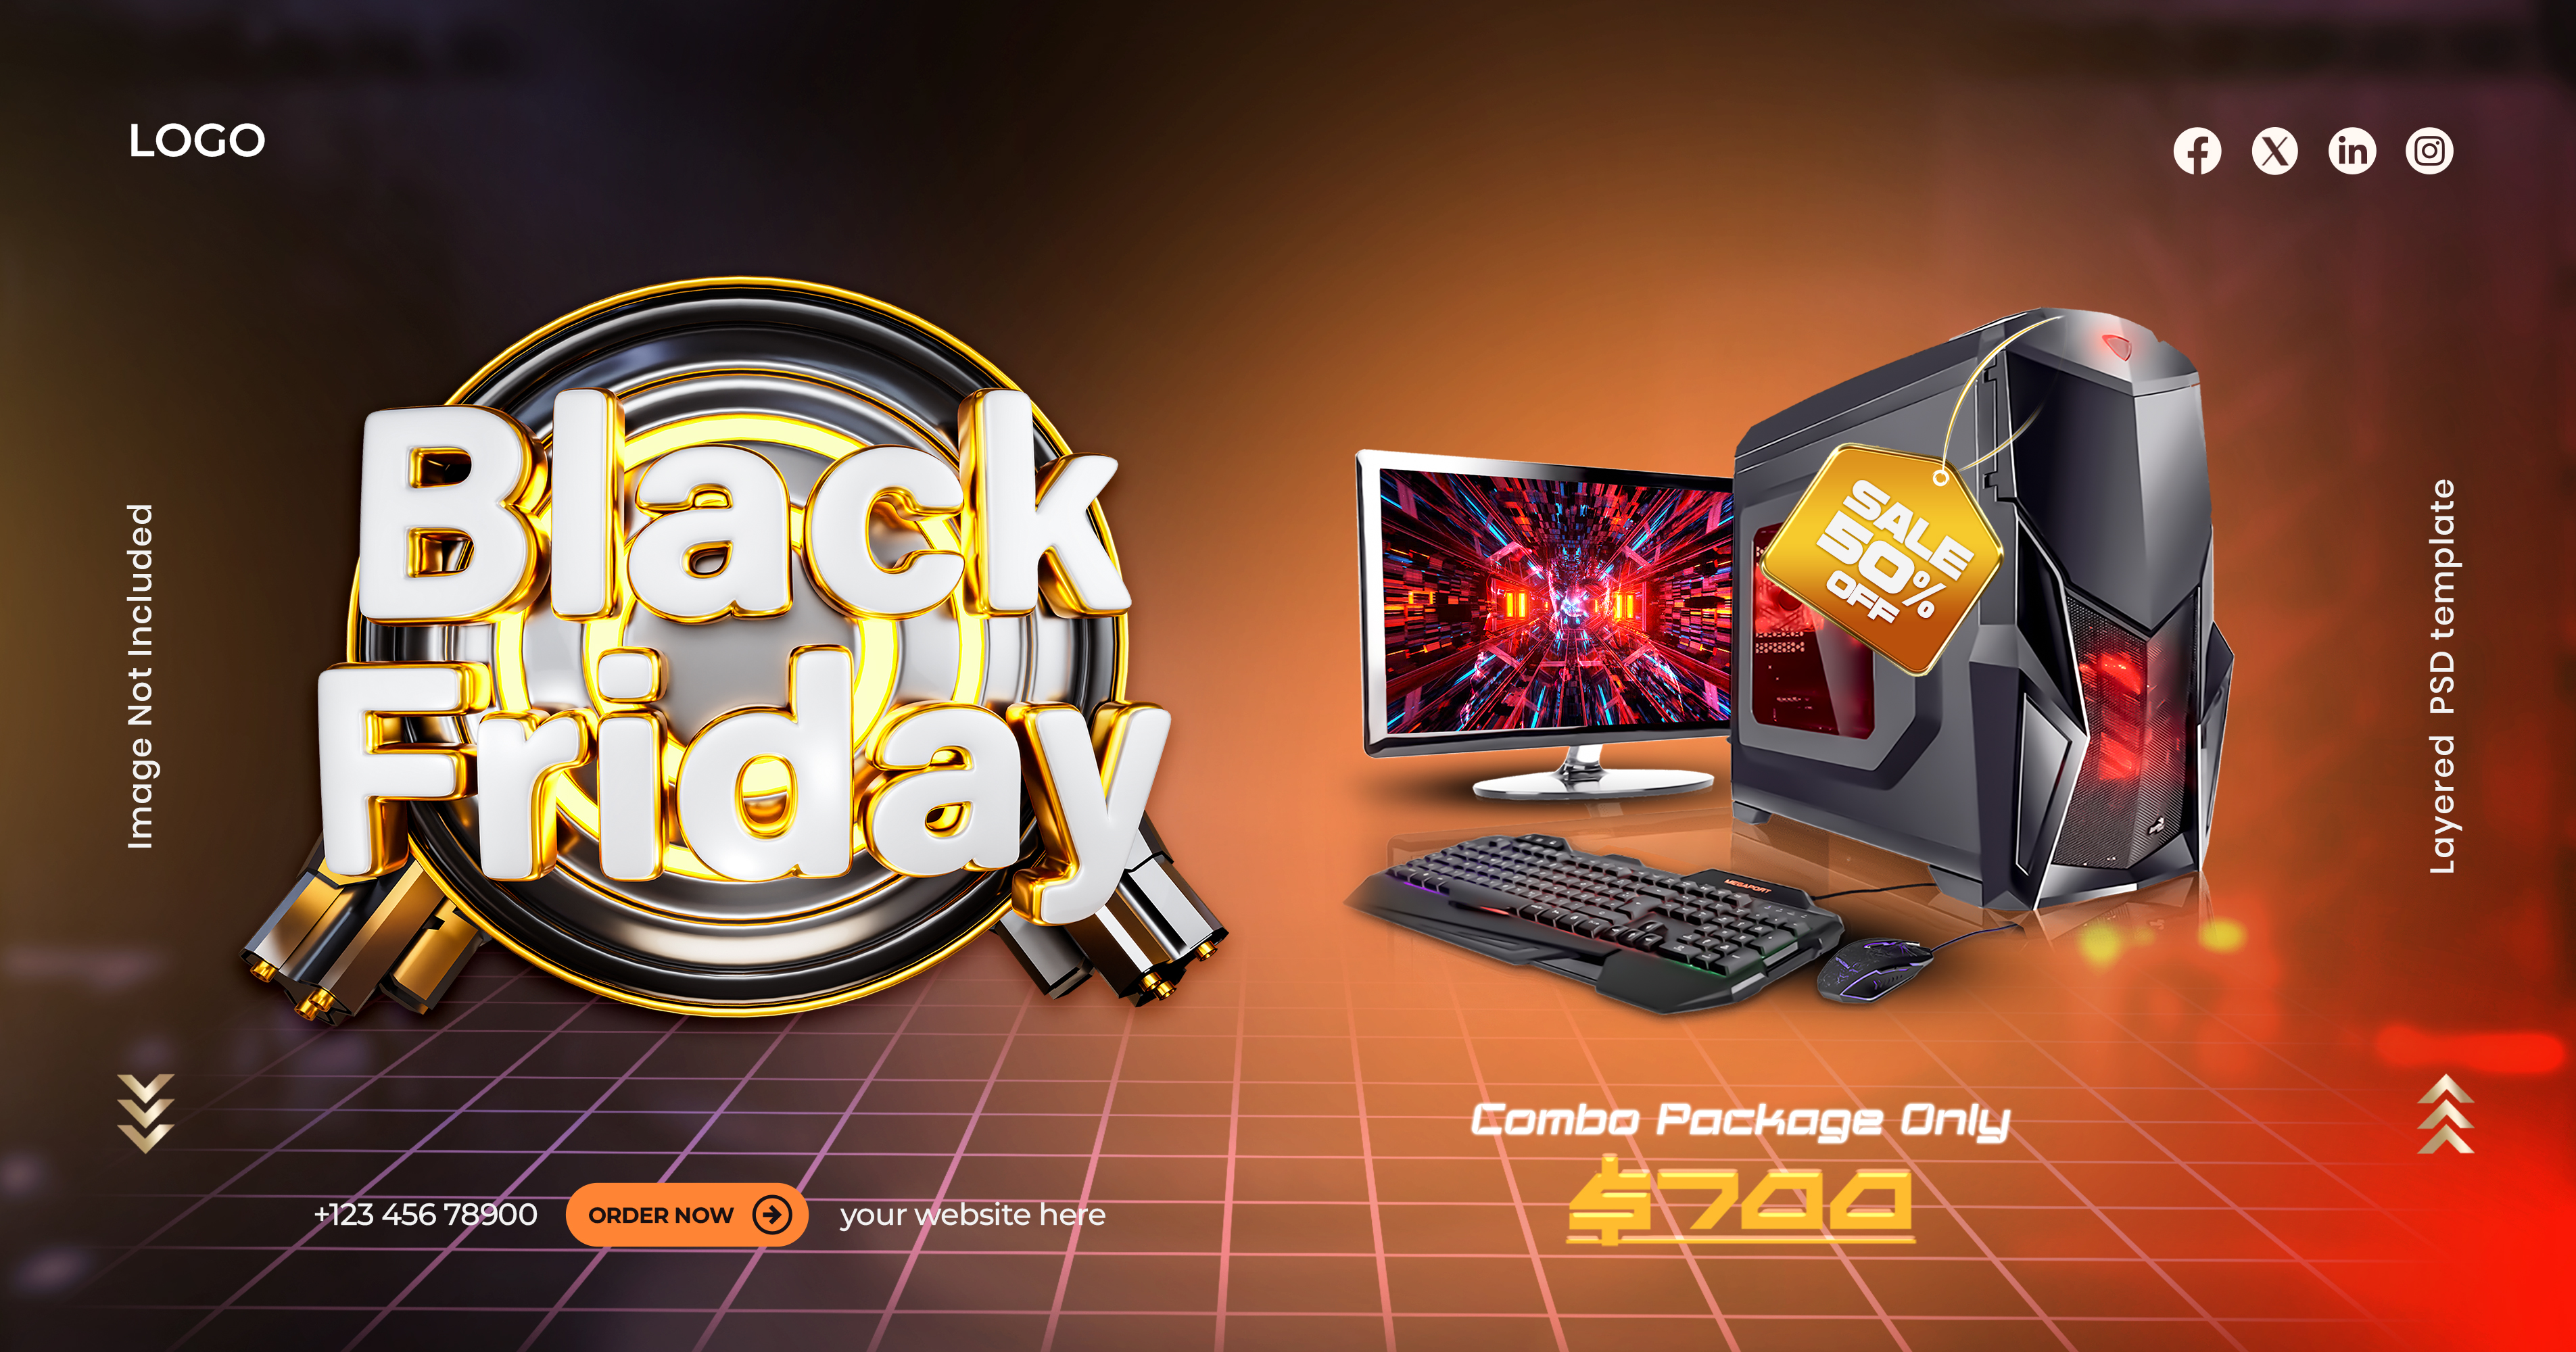 LOGO
Image Not Included
Black
Friday
SALE
50%
OFF
MEGAPORT
Layered PSD template
Combo Package Only
$700
+123 456 78900
ORDER NOW
your website here